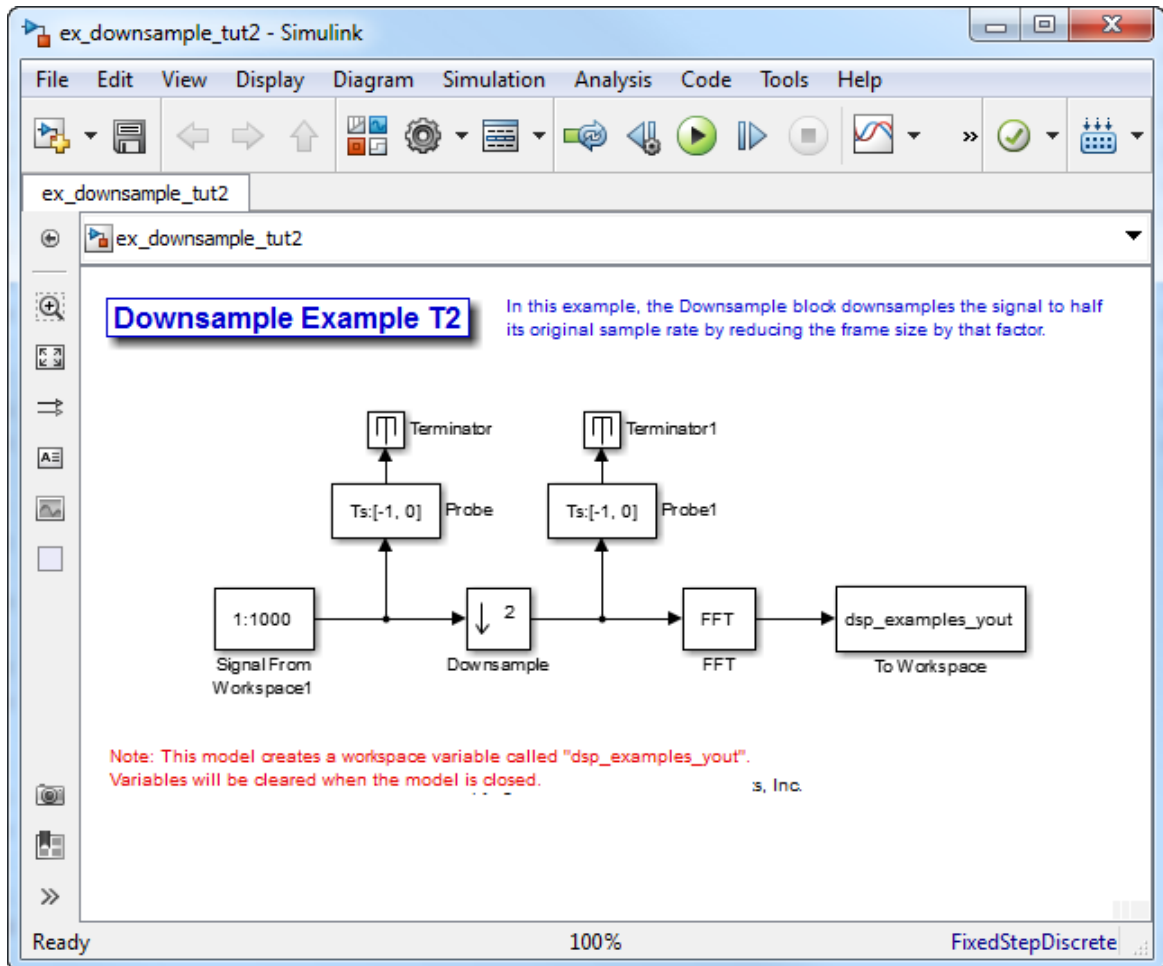 ex_downsample_tut2 - Simulink
File Edit View Display Diagram Simulation Analysis Code Tools Help
ex_downsample_tut2
ex_downsample_tut2
Downsample Example T2
In this example, the Downsample block downsamples the signal to half
its original sample rate by reducing the frame size by that factor.
Terminator
Terminator1
Ts:[-1, 0]
Probe
Ts:[-1, 0]
Probe1
1:1000
2
FFT
dsp_examples_yout
Signal From
Workspace1
Downsample
FFT
To Workspace
Note: This model creates a workspace variable called "dsp_examples_yout".
Variables will be cleared when the model is closed.
s, Inc.
Ready
100%
FixedStepDiscrete